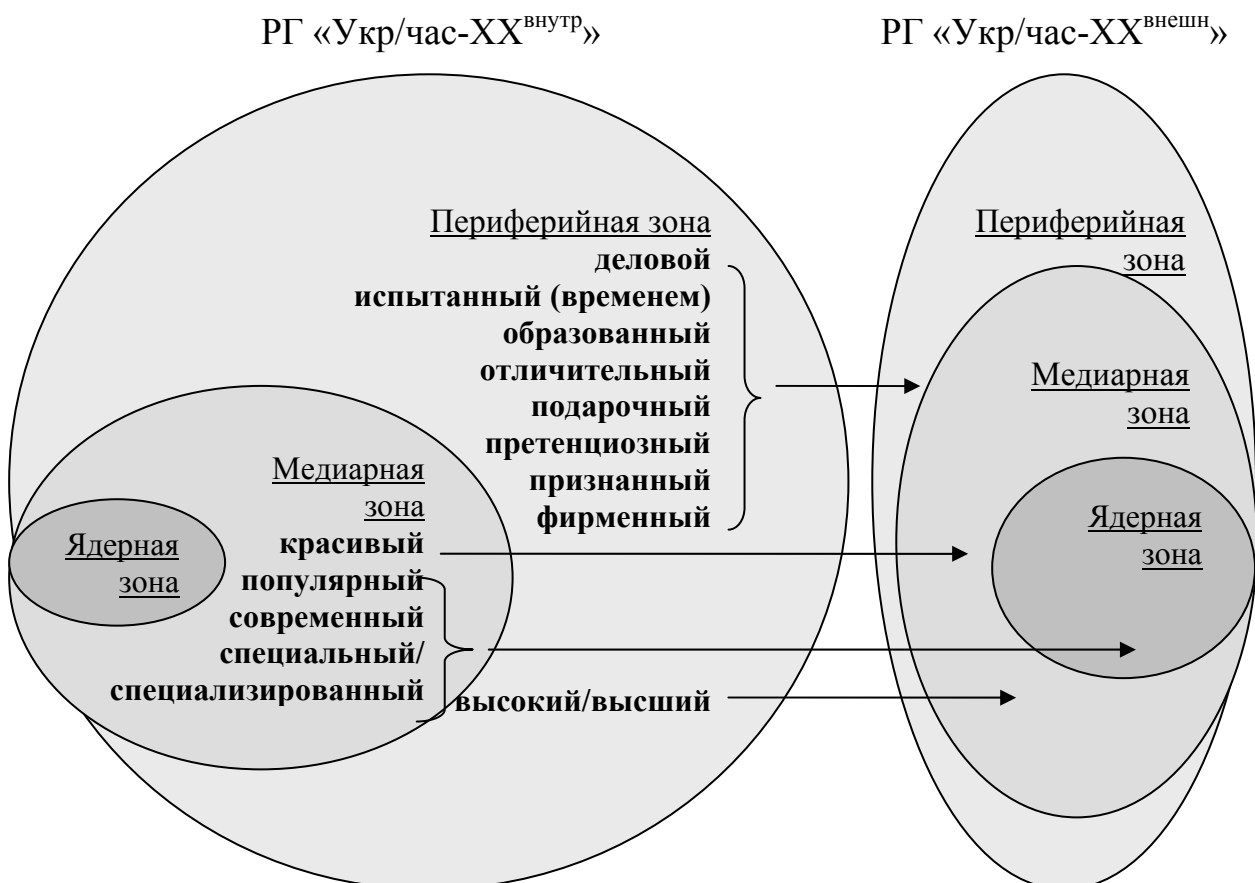 РГ «Укр/час-XX^внутр»
РГ «Укр/час-XX^внешн»
Периферийная зона
деловой
испытанный (временем)
образованный
отличительный
подарочный
претенциозный
признанный
фирменный
высокий/высший
Медиарная
зона
красивый
популярный
современный
специальный/
специализированный
Ядерная
зона
Периферийная
зона
Медиарная
зона
Ядерная
зона